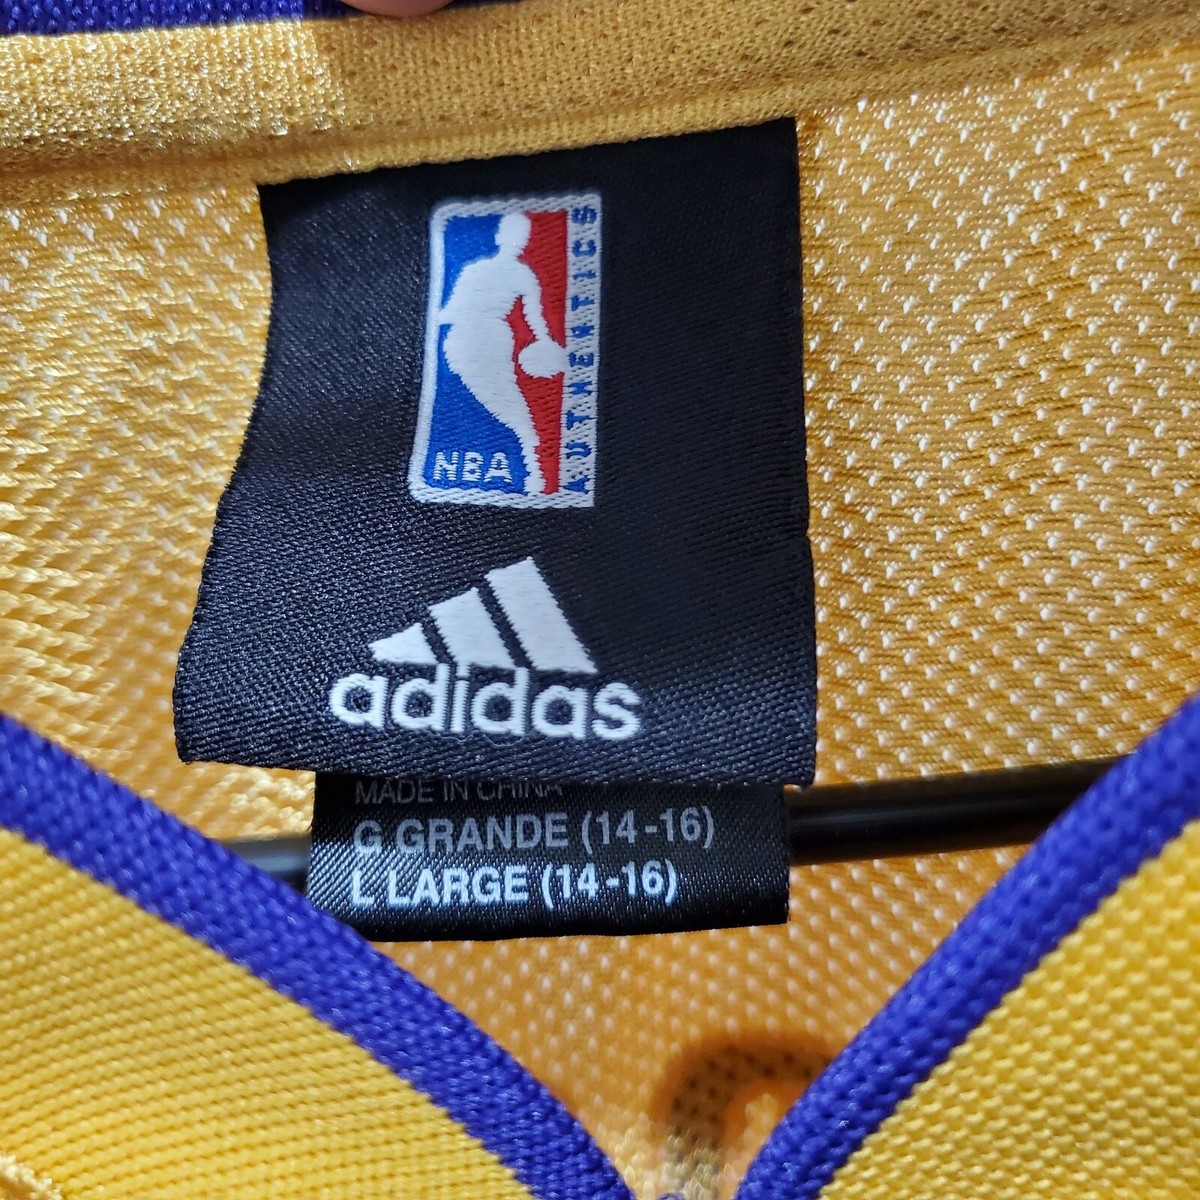 NBA
AUTHENTICS
adidas
MADE IN CHINA
G GRANDE (14-16)
L LARGE (14-16)